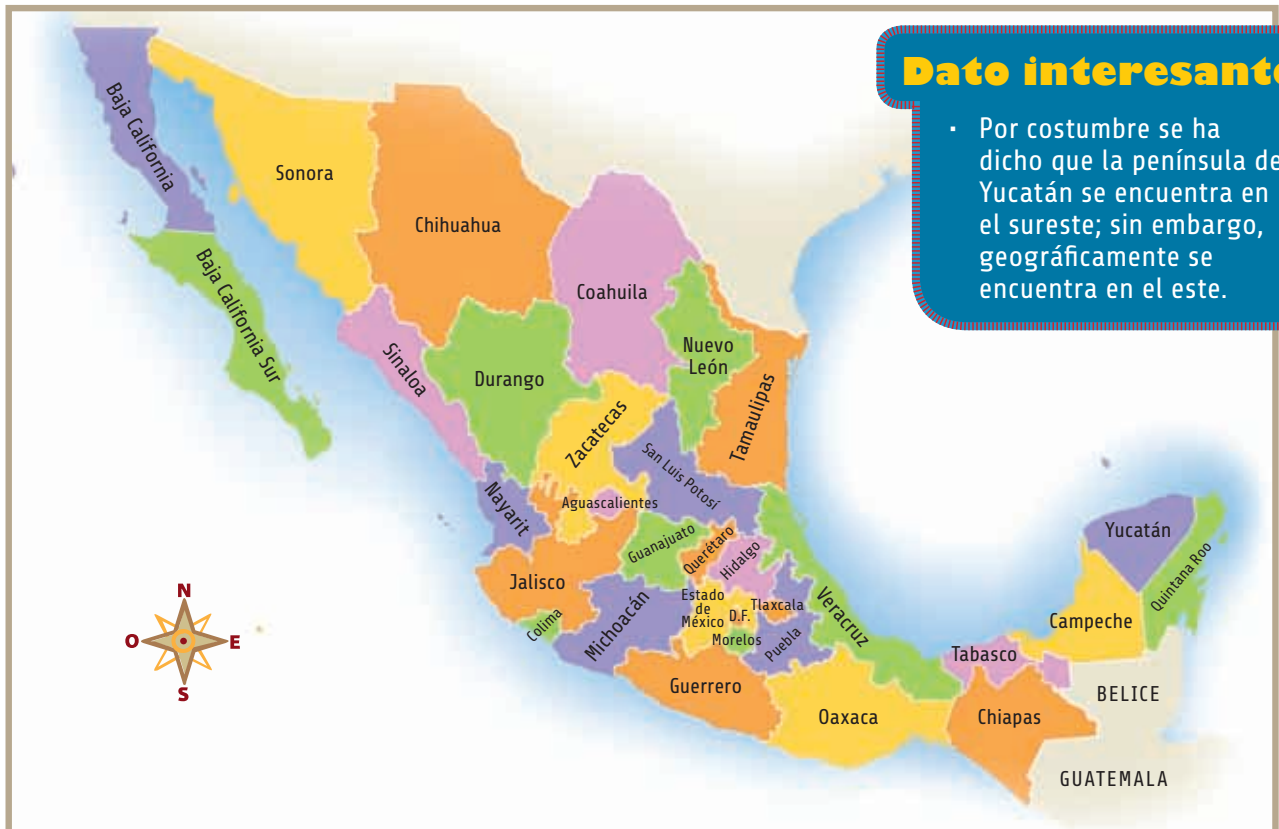 Dato interesante
· Por costumbre se ha
dicho que la península de
Yucatán se encuentra en
el sureste; sin embargo,
geográficamente se
encuentra en el este.
Baja California
Sonora
Chihuahua
Coahuila
Baja California Sur
Sinaloa
Durango
Nuevo
León
Tamaulipas
Zacatecas
San Luis Potosí
Nayarit
Aguascalientes
Guanajuato
Querétaro
Hidalgo
Jalisco
Colima
Michoacán
Estado
de
México
D.F.
Tlaxcala
Morelos
Puebla
Veracruz
Guerrero
Oaxaca
Tabasco
Chiapas
Campeche
Yucatán
Quintana Roo
BELICE
GUATEMALA
N
O
E
S